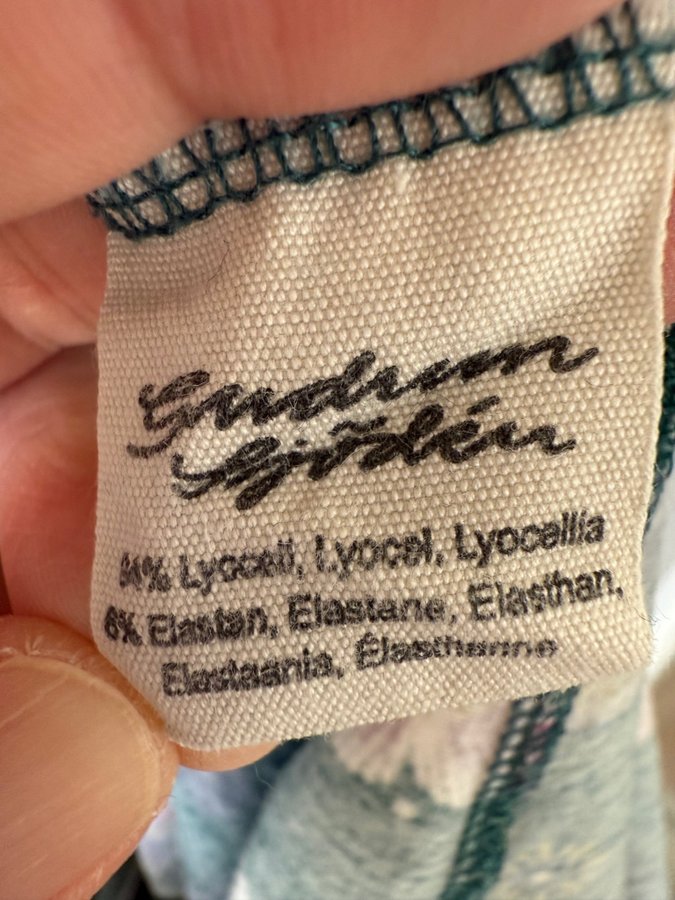 Gudrun
Sjödén
94% Lyocell, Lyocel, Lyocellia
6% Elastan, Elastane, Elasthan,
Elastaania, Élasthanne